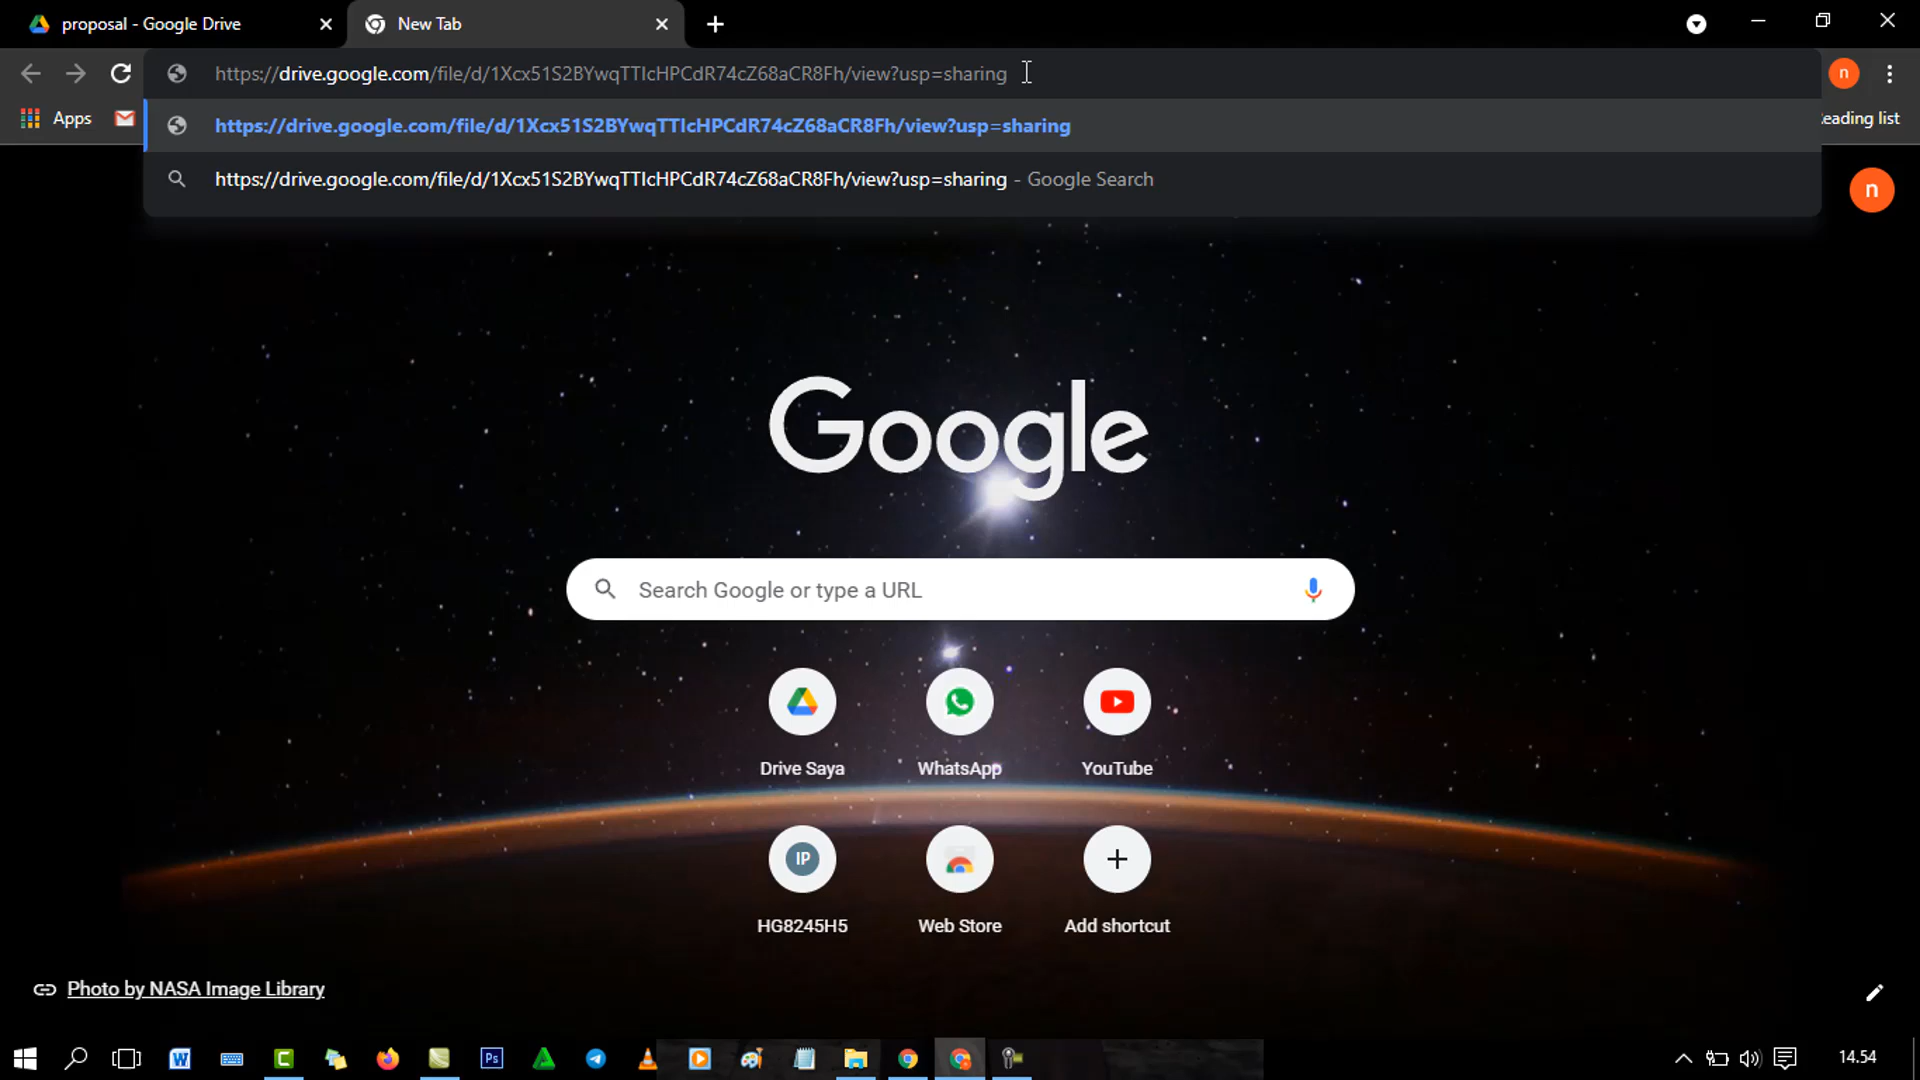 proposal - Google Drive
New Tab
https://drive.google.com/file/d/1Xcx51S2BYwqTTIcHPCdR74cZ68aCR8Fh/view?usp=sharing
n
Apps
https://drive.google.com/file/d/1Xcx51S2BYwqTTIcHPCdR74cZ68aCR8Fh/view?usp=sharing
eading list
https://drive.google.com/file/d/1Xcx51S2BYwqTTIcHPCdR74cZ68aCR8Fh/view?usp=sharing - Google Search
n
Google
Search Google or type a URL
Drive Saya
WhatsApp
YouTube
IP
HG8245H5
Web Store
Add shortcut
Photo by NASA Image Library
W
C
Ps
14.54